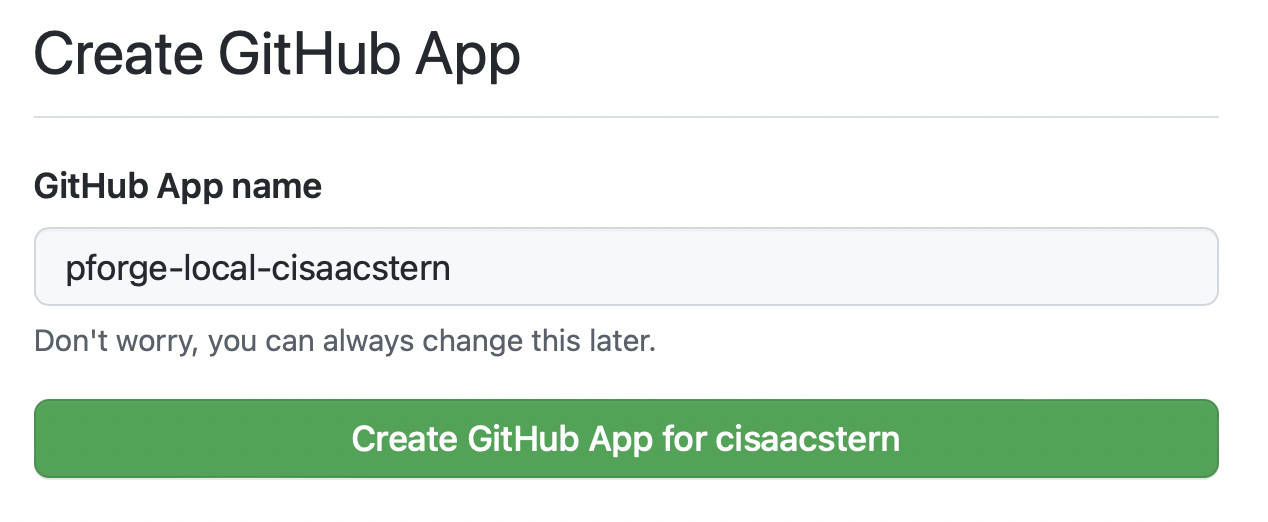 Create GitHub App
GitHub App name
pforge-local-cisaacstern
Don't worry, you can always change this later.
Create GitHub App for cisaacstern